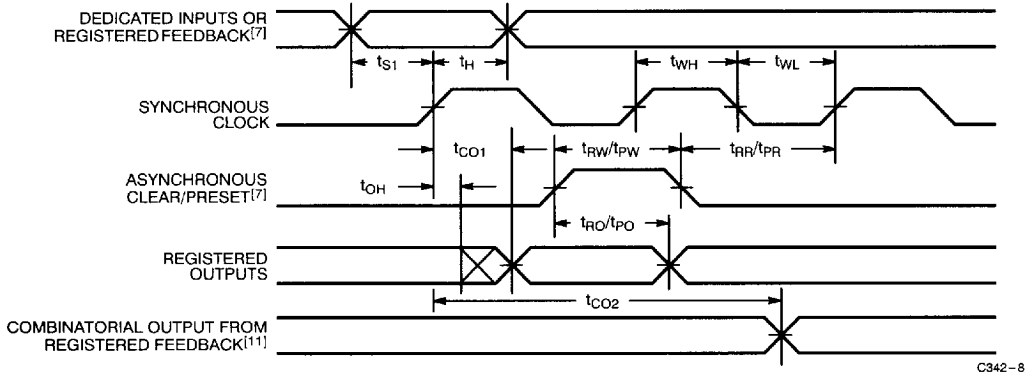 DEDICATED INPUTS OR
REGISTERED FEEDBACK[7]
tS1
tH
tWH
tWL
SYNCHRONOUS
CLOCK
tCO1
tRW/tPW
tRR/tPR
ASYNCHRONOUS
CLEAR/PRESET[7]
tOH
tRO/tPO
REGISTERED
OUTPUTS
tCO2
COMBINATORIAL OUTPUT FROM
REGISTERED FEEDBACK[11]
C342–8